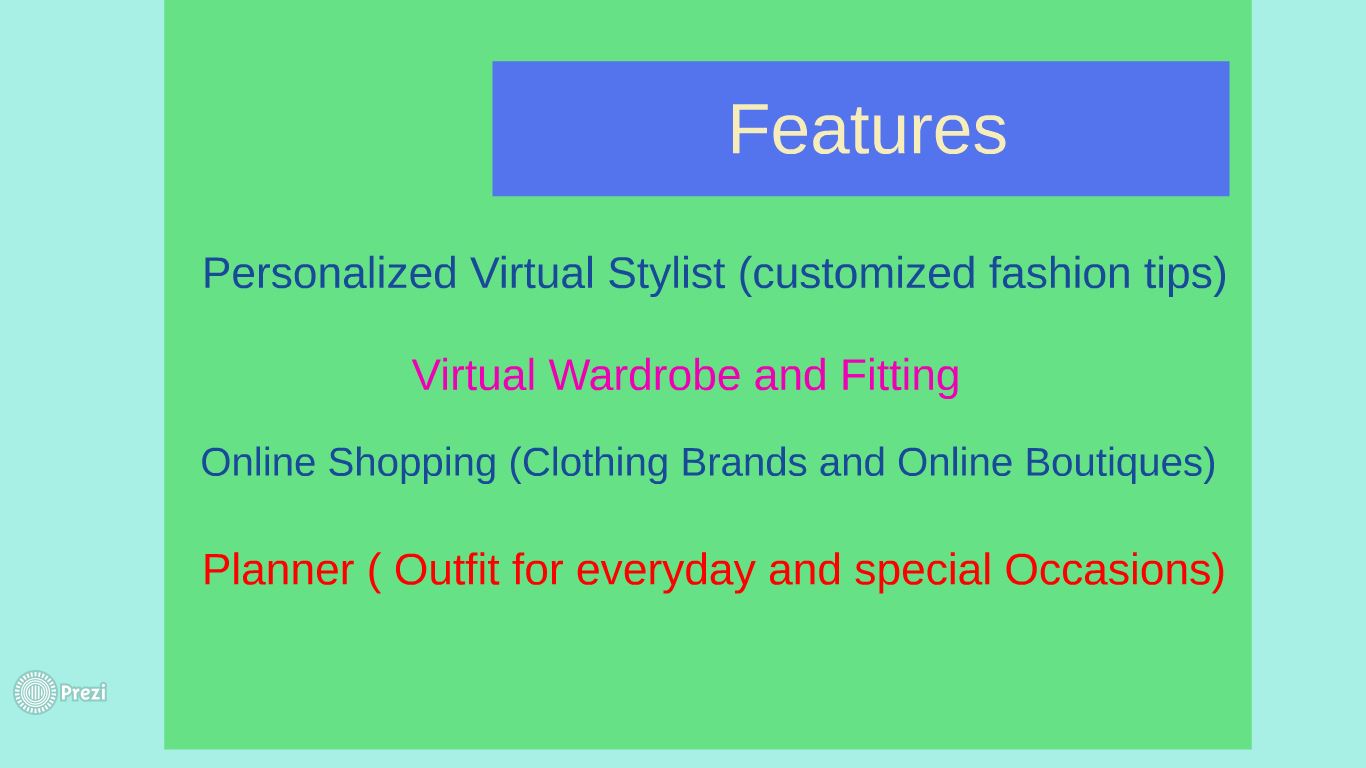 Features
Personalized Virtual Stylist (customized fashion tips)
Virtual Wardrobe and Fitting
Online Shopping (Clothing Brands and Online Boutiques)
Planner ( Outfit for everyday and special Occasions)
Prezi